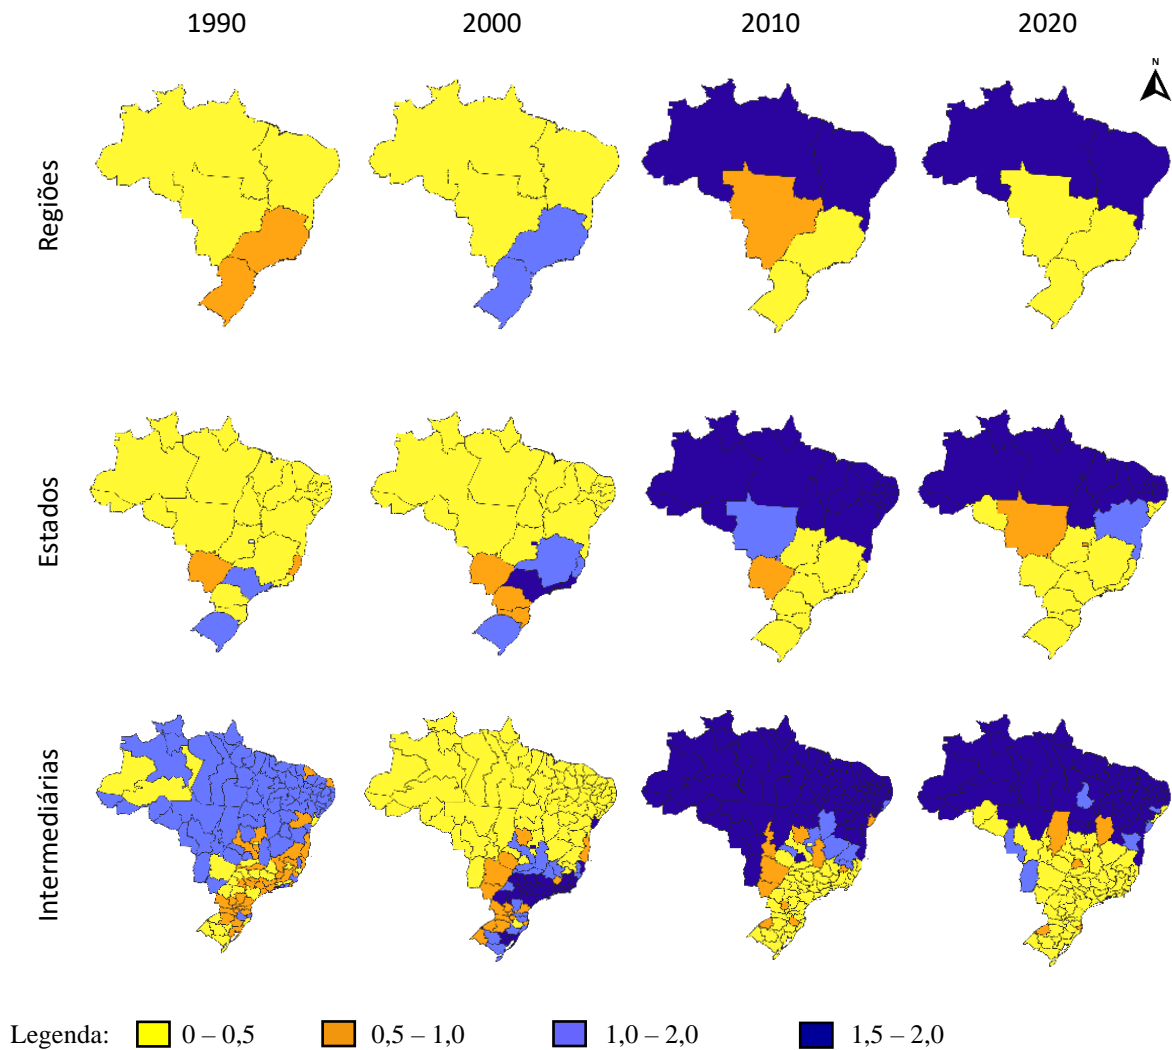 1990 2000 2010 2020
N
Regiões
Estados
Intermediárias
Legenda: 0 – 0,5 0,5 – 1,0 1,0 – 2,0 1,5 – 2,0